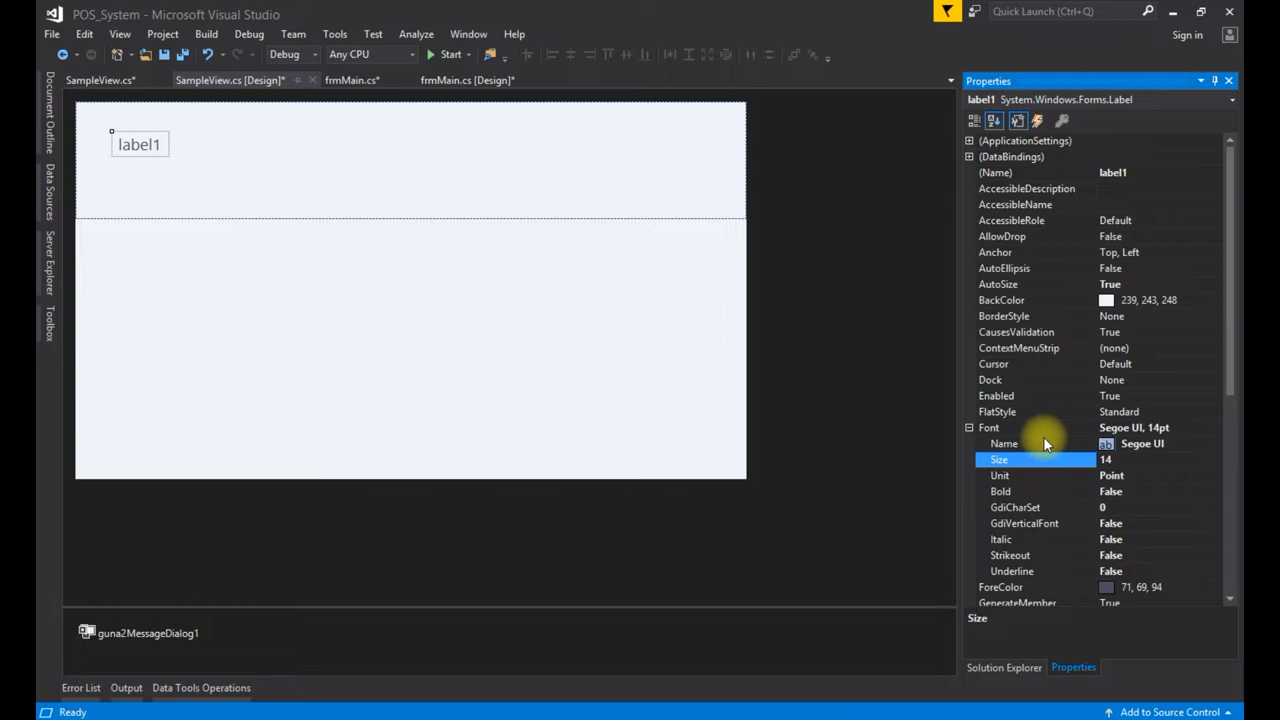 POS_System - Microsoft Visual Studio
Quick Launch (Ctrl+Q)
File Edit View Project Build Debug Team Tools Test Analyze Window Help
Sign in
Debug Any CPU Start
SampleView.cs* SampleView.cs [Design]* frmMain.cs* frmMain.cs [Design]*
Document Outline
Data Sources
Server Explorer
Toolbox
label1
guna2MessageDialog1
Properties
label1 System.Windows.Forms.Label
(ApplicationSettings)
(DataBindings)
(Name) label1
AccessibleDescription
AccessibleName
AccessibleRole Default
AllowDrop False
Anchor Top, Left
AutoEllipsis False
AutoSize True
BackColor 239, 243, 248
BorderStyle None
CausesValidation True
ContextMenuStrip (none)
Cursor Default
Dock None
Enabled True
FlatStyle Standard
Font Segoe UI, 14pt
Name ab Segoe UI
Size 14
Unit Point
Bold False
GdiCharSet 0
GdiVerticalFont False
Italic False
Strikeout False
Underline False
ForeColor 71, 69, 94
GenerateMember True
Size
Solution Explorer Properties
Error List Output Data Tools Operations
Ready
Add to Source Control